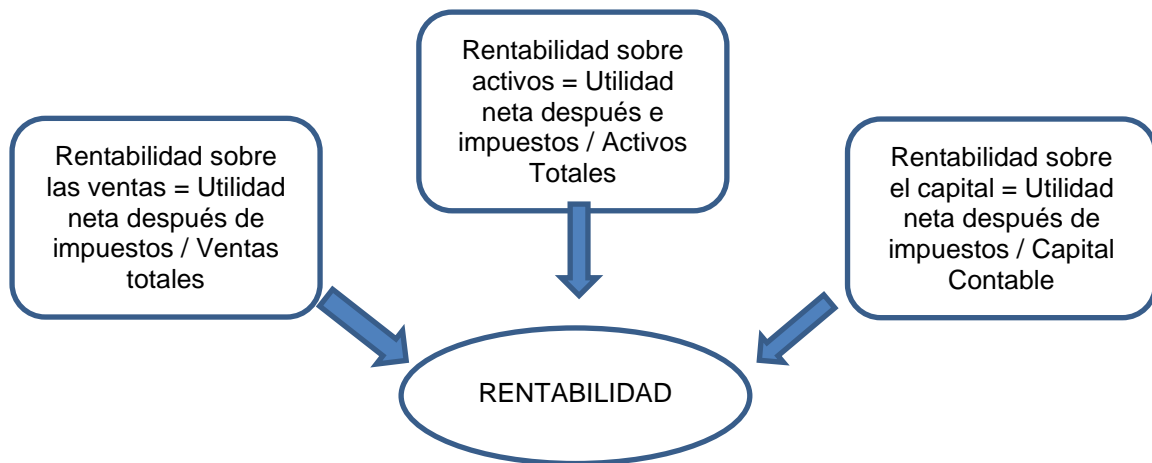 Rentabilidad sobre
las ventas = Utilidad
neta después de
impuestos / Ventas
totales
Rentabilidad sobre
activos = Utilidad
neta después e
impuestos / Activos
Totales
Rentabilidad sobre
el capital = Utilidad
neta después de
impuestos / Capital
Contable
RENTABILIDAD